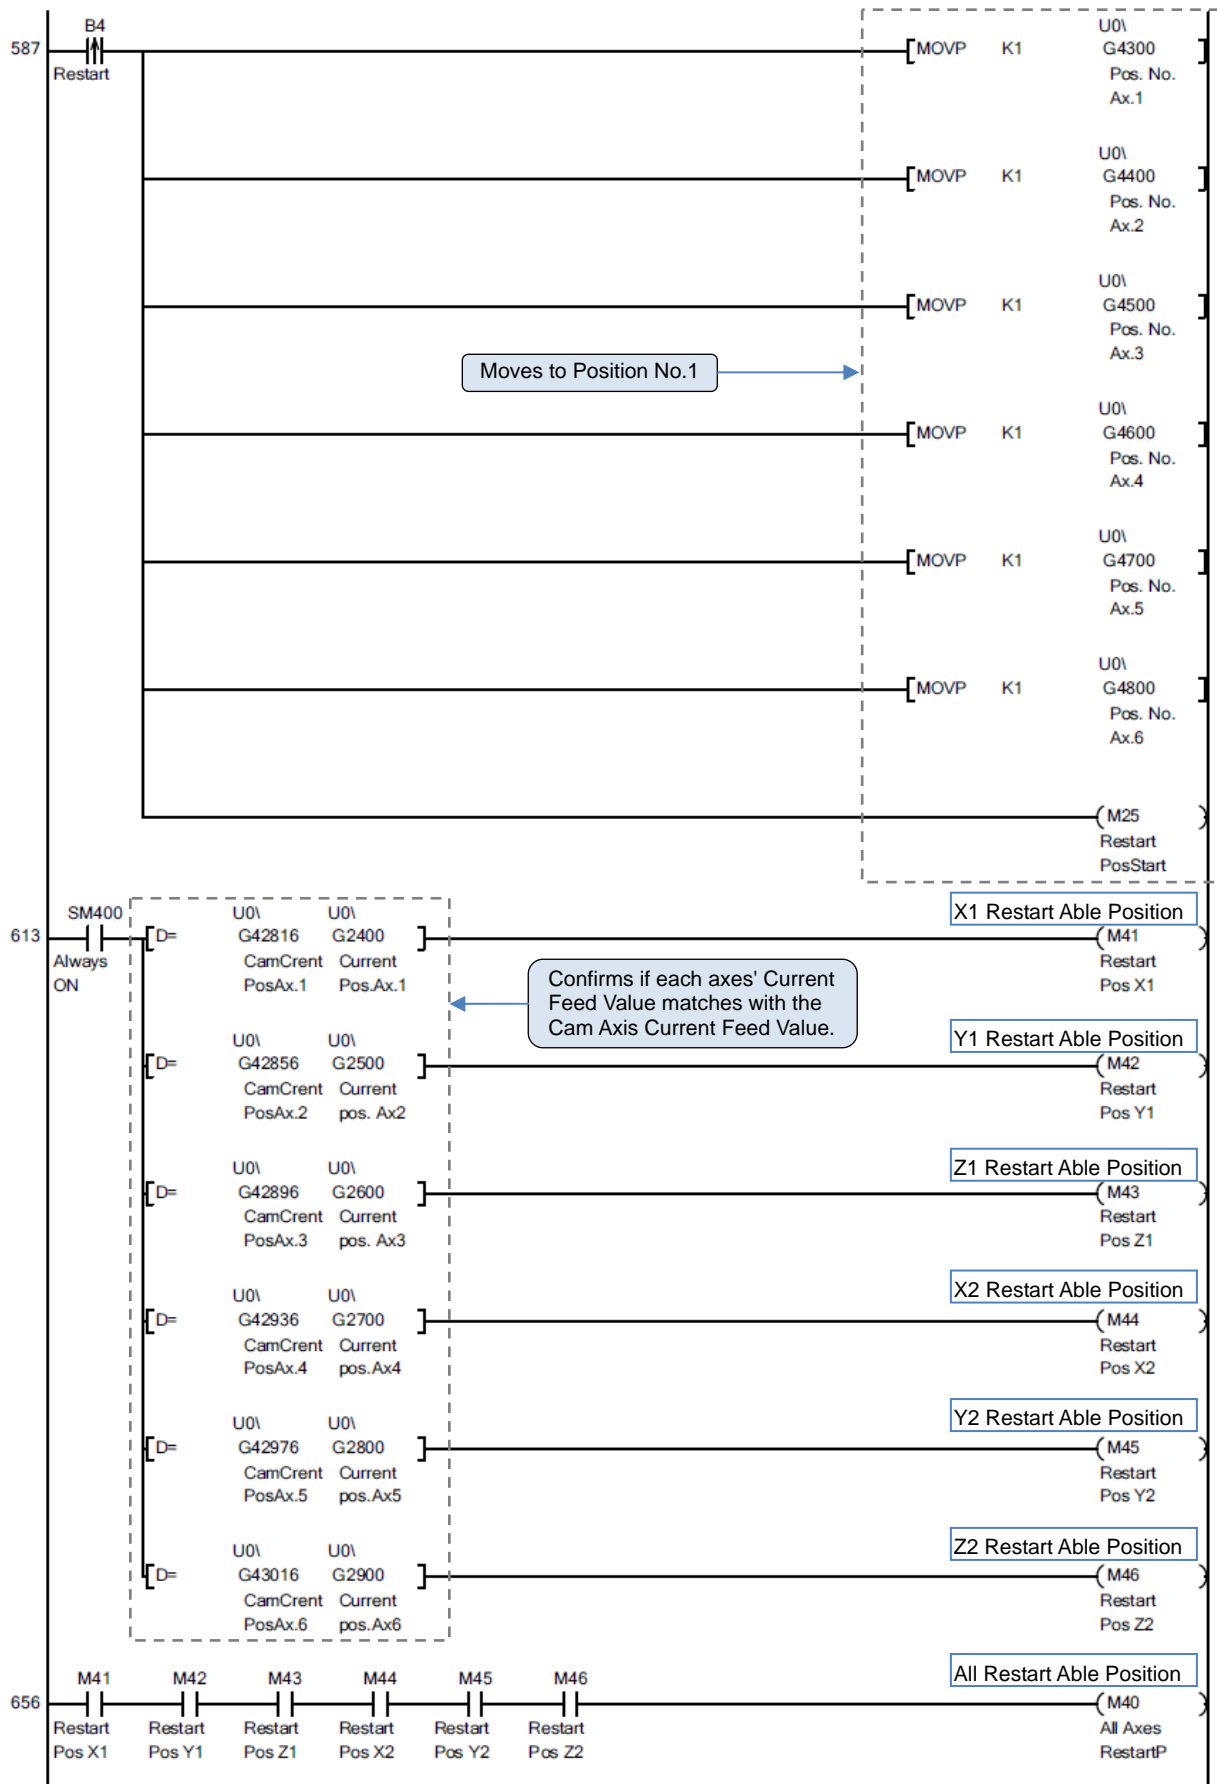 B4
U0\
587
MOVP K1 G4300
Restart
Pos. No.
Ax.1
U0\
MOVP K1 G4400
Pos. No.
Ax.2
U0\
MOVP K1 G4500
Pos. No.
Ax.3
Moves to Position No.1
U0\
MOVP K1 G4600
Pos. No.
Ax.4
U0\
MOVP K1 G4700
Pos. No.
Ax.5
U0\
MOVP K1 G4800
Pos. No.
Ax.6
M25
Restart
PosStart
SM400
U0\ U0\
X1 Restart Able Position
613
D= G42816 G2400
M41
Always
ON
CamCrent Current
PosAx.1 Pos.Ax.1
Restart
Pos X1
Confirms if each axes' Current
Feed Value matches with the
Cam Axis Current Feed Value.
U0\ U0\
Y1 Restart Able Position
D= G42856 G2500
M42
CamCrent Current
PosAx.2 pos. Ax2
Restart
Pos Y1
U0\ U0\
Z1 Restart Able Position
D= G42896 G2600
M43
CamCrent Current
PosAx.3 pos. Ax3
Restart
Pos Z1
U0\ U0\
X2 Restart Able Position
D= G42936 G2700
M44
CamCrent Current
PosAx.4 pos.Ax4
Restart
Pos X2
U0\ U0\
Y2 Restart Able Position
D= G42976 G2800
M45
CamCrent Current
PosAx.5 pos.Ax5
Restart
Pos Y2
U0\ U0\
Z2 Restart Able Position
D= G43016 G2900
M46
CamCrent Current
PosAx.6 pos.Ax6
Restart
Pos Z2
M41 M42 M43 M44 M45 M46
All Restart Able Position
656
M40
Restart Restart Restart Restart Restart Restart
Pos X1 Pos Y1 Pos Z1 Pos X2 Pos Y2 Pos Z2
All Axes
RestartP